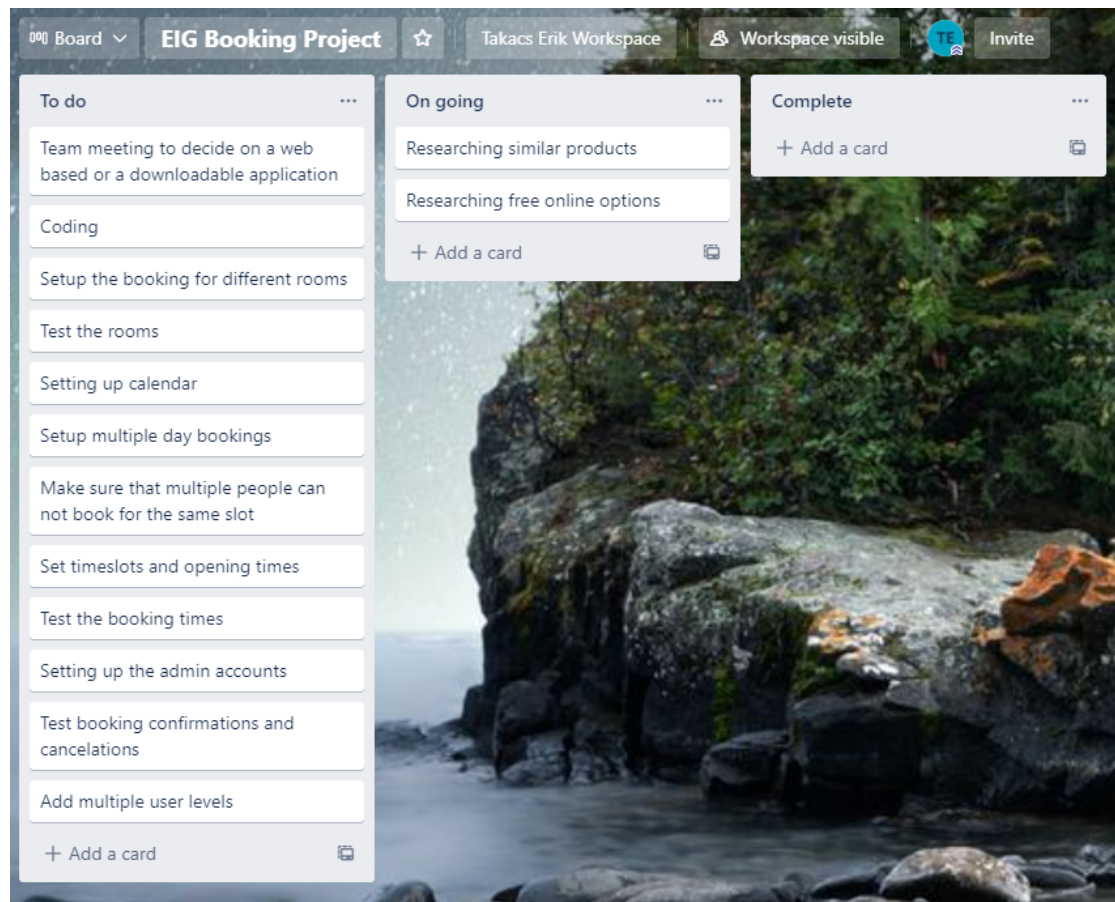 Board
EIG Booking Project
Takacs Erik Workspace
Workspace visible
TE
Invite
To do
Team meeting to decide on a web
based or a downloadable application
Coding
Setup the booking for different rooms
Test the rooms
Setting up calendar
Setup multiple day bookings
Make sure that multiple people can
not book for the same slot
Set timeslots and opening times
Test the booking times
Setting up the admin accounts
Test booking confirmations and
cancelations
Add multiple user levels
+ Add a card
On going
Researching similar products
Researching free online options
+ Add a card
Complete
+ Add a card